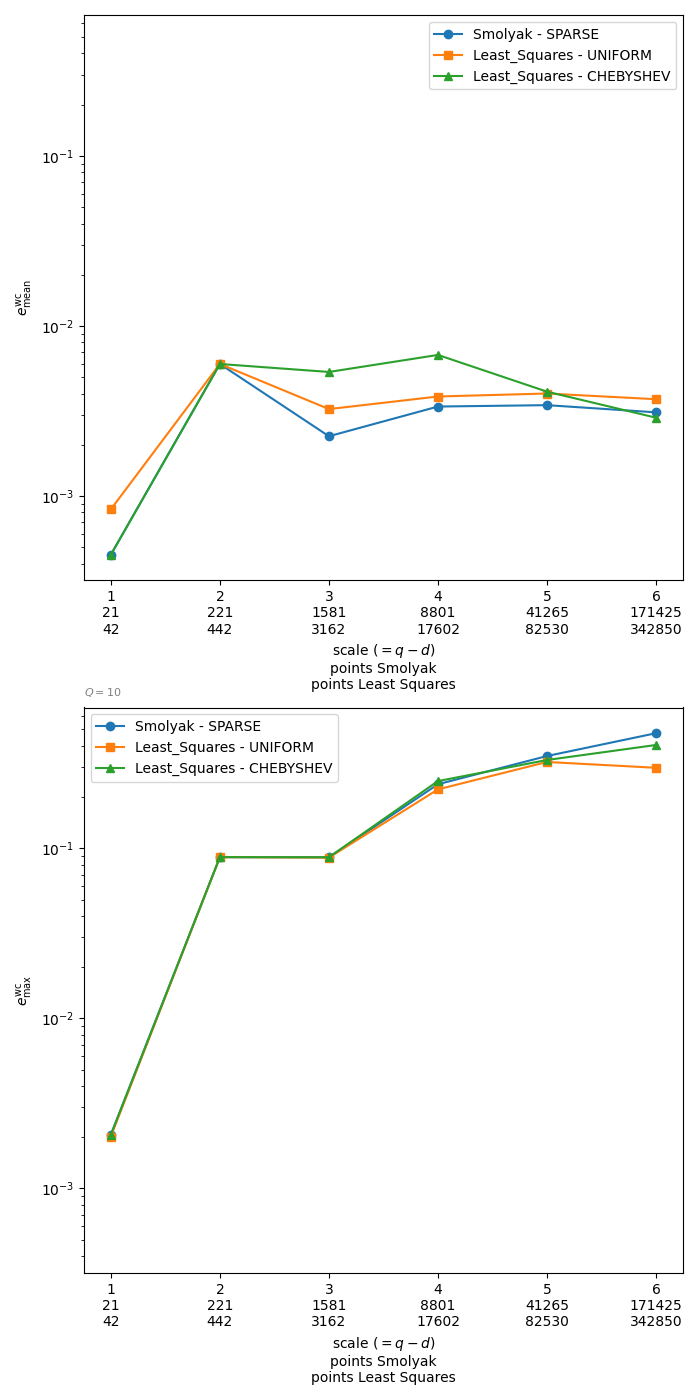 Smolyak - SPARSE
Least_Squares - UNIFORM
Least_Squares - CHEBYSHEV
10⁻¹
10⁻²
10⁻³
e^wc_mean
1 2 3 4 5 6
21 221 1581 8801 41265 171425
42 442 3162 17602 82530 342850
scale (= q − d)
points Smolyak
points Least Squares
Q = 10
Smolyak - SPARSE
Least_Squares - UNIFORM
Least_Squares - CHEBYSHEV
10⁻¹
10⁻²
10⁻³
e^wc_max
1 2 3 4 5 6
21 221 1581 8801 41265 171425
42 442 3162 17602 82530 342850
scale (= q − d)
points Smolyak
points Least Squares